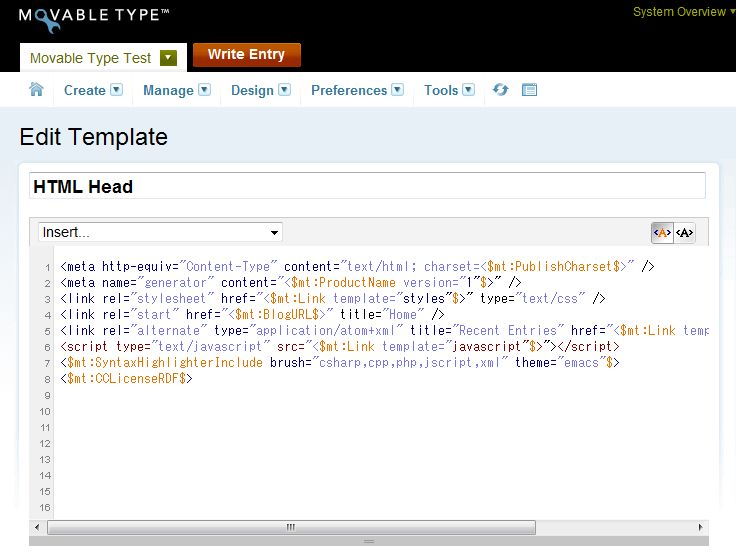 MOVABLE TYPE™
System Overview
Movable Type Test
Write Entry
Create Manage Design Preferences Tools
Edit Template
HTML Head
Insert...
<A> <A>
1 <meta http-equiv="Content-Type" content="text/html; charset=<$mt:PublishCharset$>" />
2 <meta name="generator" content="<$mt:ProductName version="1"$>" />
3 <link rel="stylesheet" href="<$mt:Link template="styles"$>" type="text/css" />
4 <link rel="start" href="<$mt:BlogURL$>" title="Home" />
5 <link rel="alternate" type="application/atom+xml" title="Recent Entries" href="<$mt:Link temp
6 <script type="text/javascript" src="<$mt:Link template="javascript"$>"></script>
7 <$mt:SyntaxHighlighterInclude brush="csharp,cpp,php,jscript,xml" theme="emacs"$>
8 <$mt:CCLicenseRDF$>
9
10
11
12
13
14
15
16